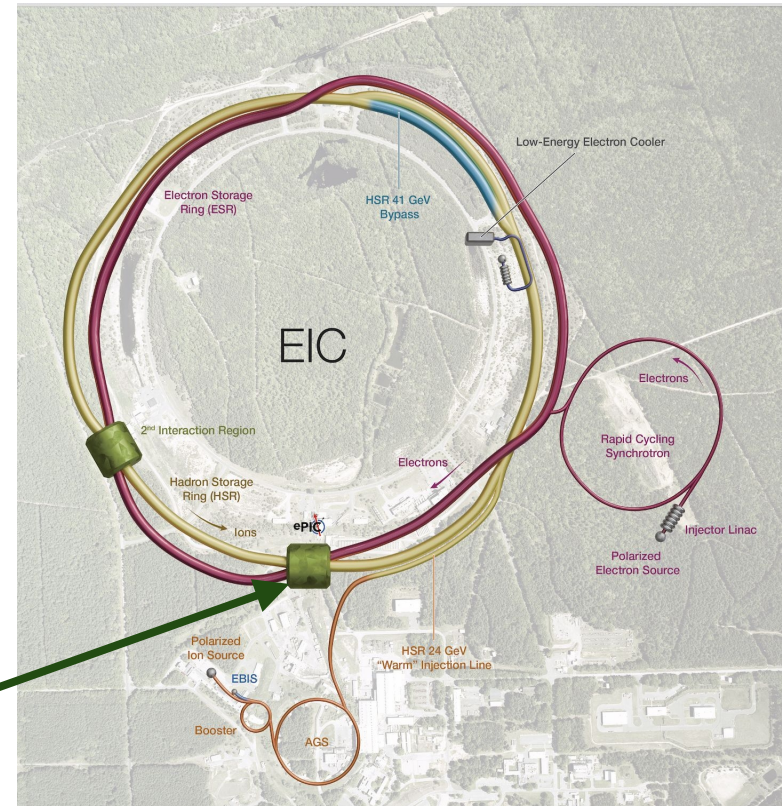 Low-Energy Electron Cooler
Electron Storage
Ring (ESR)
HSR 41 GeV
Bypass
EIC
Electrons
2nd Interaction Region
Rapid Cycling
Synchrotron
Electrons
Hadron Storage
Ring (HSR)
Ions
ePIC
Injector Linac
Polarized
Electron Source
Polarized
Ion Source
HSR 24 GeV
"Warm" Injection Line
EBIS
Booster
AGS